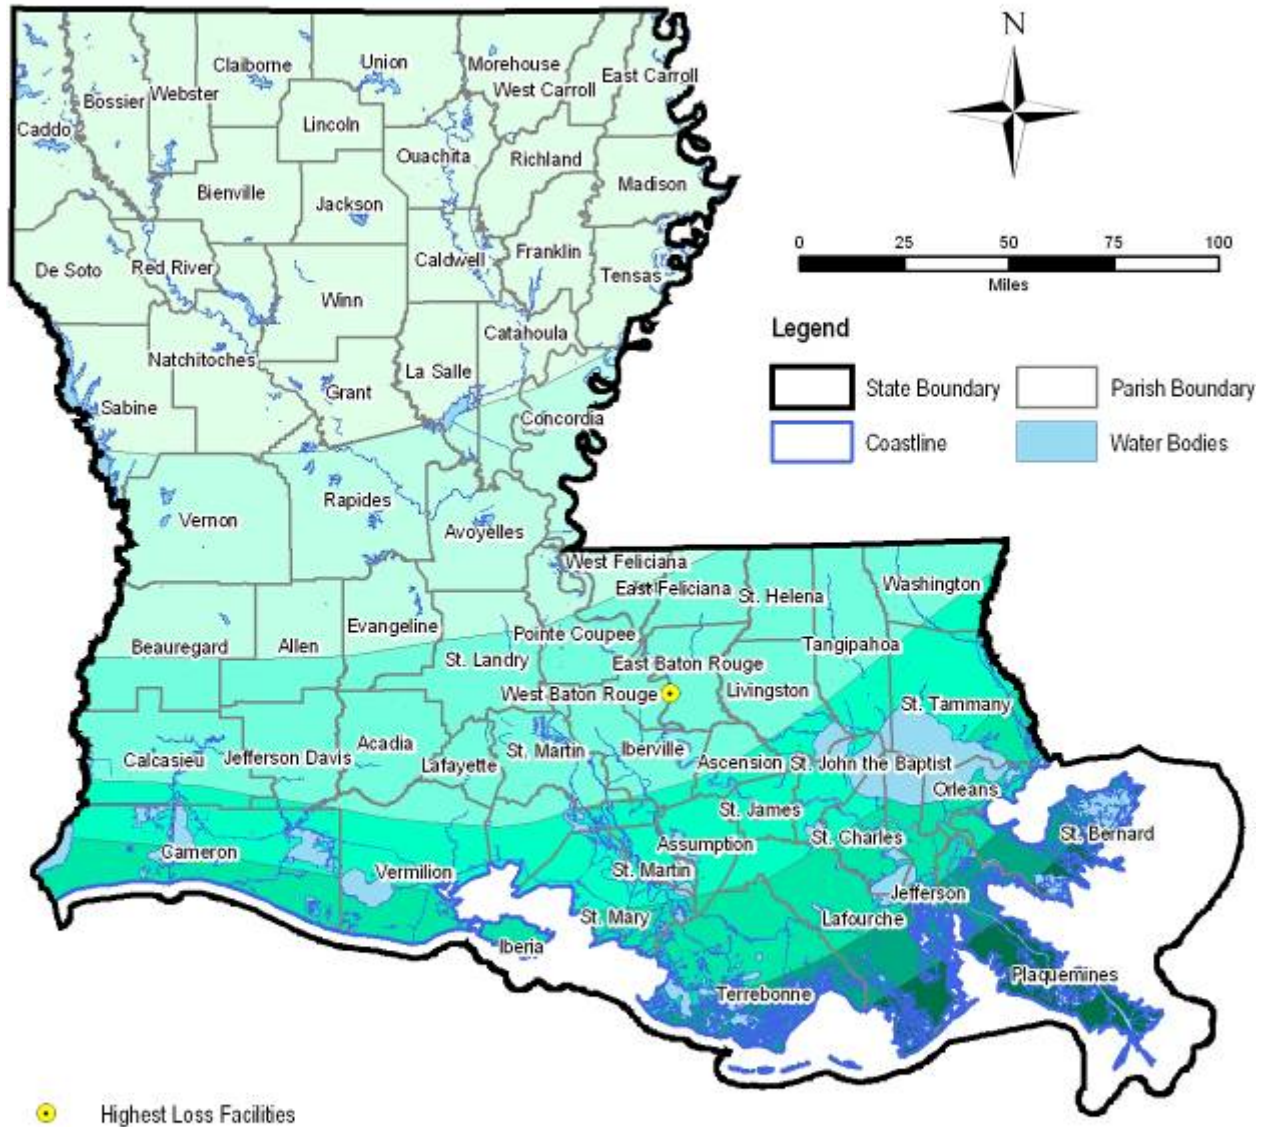 N
Claiborne
Union
Morehouse
West Carroll
East Carroll
Bossier
Webster
Lincoln
Caddo
Ouachita
Richland
Madison
Bienville
Jackson
De Soto
Red River
Caldwell
Franklin
Tensas
0 25 50 75 100
Miles
Winn
Legend
Natchitoches
Catahoula
La Salle
State Boundary
Parish Boundary
Grant
Sabine
Concordia
Coastline
Water Bodies
Rapides
Vernon
Avoyelles
West Feliciana
East Feliciana
St. Helena
Washington
Evangeline
Pointe Coupee
Beauregard
Allen
Tangipahoa
St. Landry
East Baton Rouge
West Baton Rouge
Livingston
St. Tammany
Acadia
St. Martin
Iberville
Calcasieu
Jefferson Davis
Lafayette
Ascension
St. John the Baptist
Orleans
St. James
St. Charles
St. Bernard
Cameron
Assumption
Vermilion
St. Martin
Jefferson
St. Mary
Lafourche
Iberia
Plaquemines
Terrebonne
Highest Loss Facilities